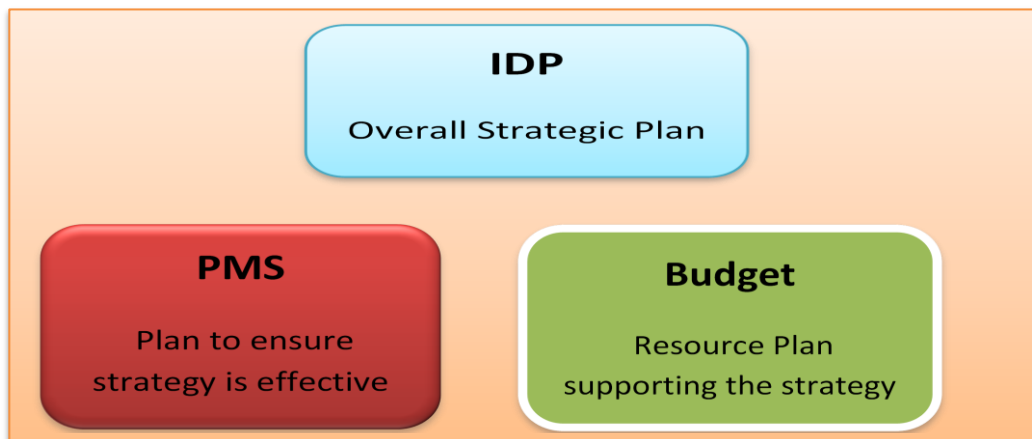 IDP
Overall Strategic Plan
PMS
Plan to ensure
strategy is effective
Budget
Resource Plan
supporting the strategy